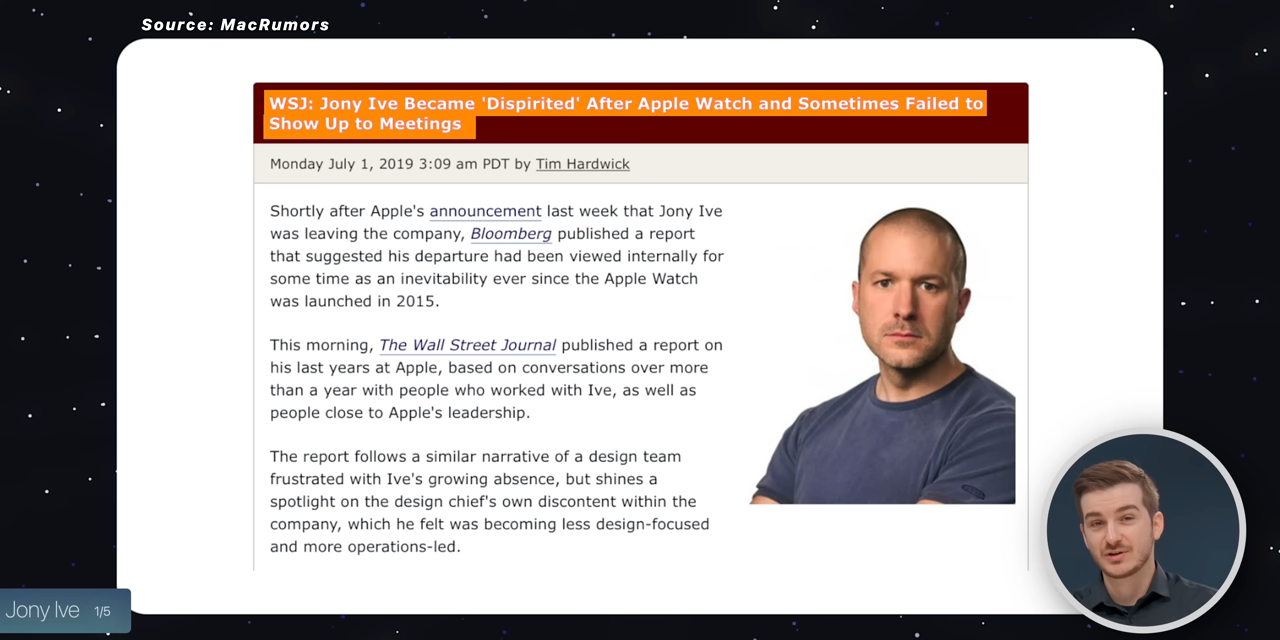 Source: MacRumors
WSJ: Jony Ive Became 'Dispirited' After Apple Watch and Sometimes Failed to
Show Up to Meetings
Monday July 1, 2019 3:09 am PDT by Tim Hardwick
Shortly after Apple's announcement last week that Jony Ive
was leaving the company, Bloomberg published a report
that suggested his departure had been viewed internally for
some time as an inevitability ever since the Apple Watch
was launched in 2015.
This morning, The Wall Street Journal published a report on
his last years at Apple, based on conversations over more
than a year with people who worked with Ive, as well as
people close to Apple's leadership.
The report follows a similar narrative of a design team
frustrated with Ive's growing absence, but shines a
spotlight on the design chief's own discontent within the
company, which he felt was becoming less design-focused
and more operations-led.
Jony Ive 1/5